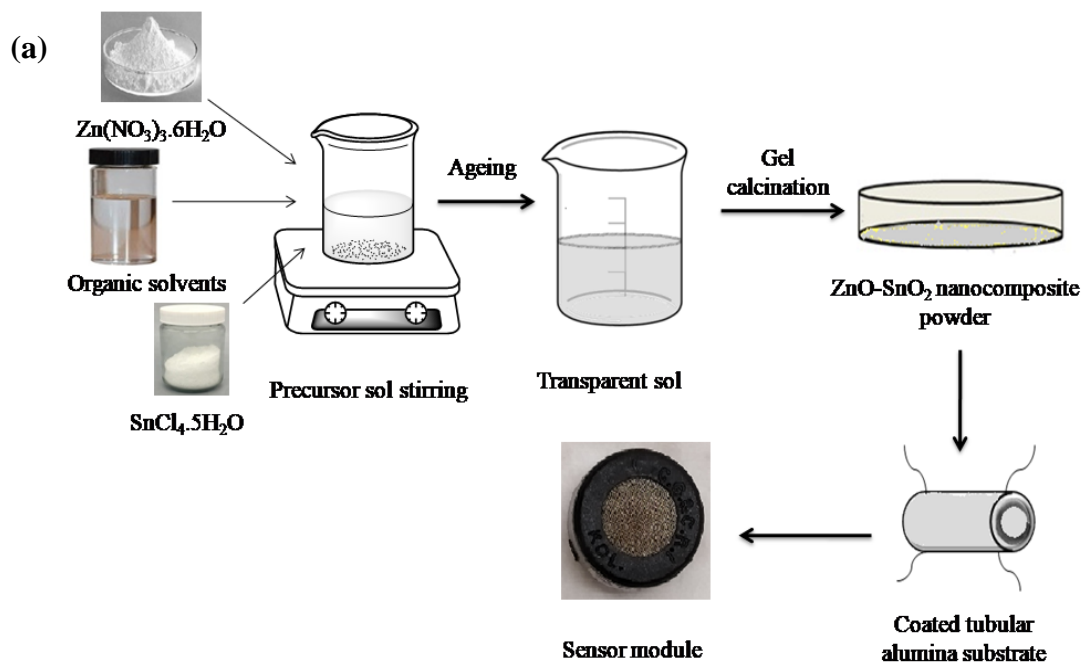 (a)
Zn(NO₃)₃.6H₂O
Organic solvents
SnCl₄.5H₂O
Precursor sol stirring
Ageing
Transparent sol
Gel
calcination
ZnO-SnO₂ nanocomposite
powder
Coated tubular
alumina substrate
Sensor module
KOL.